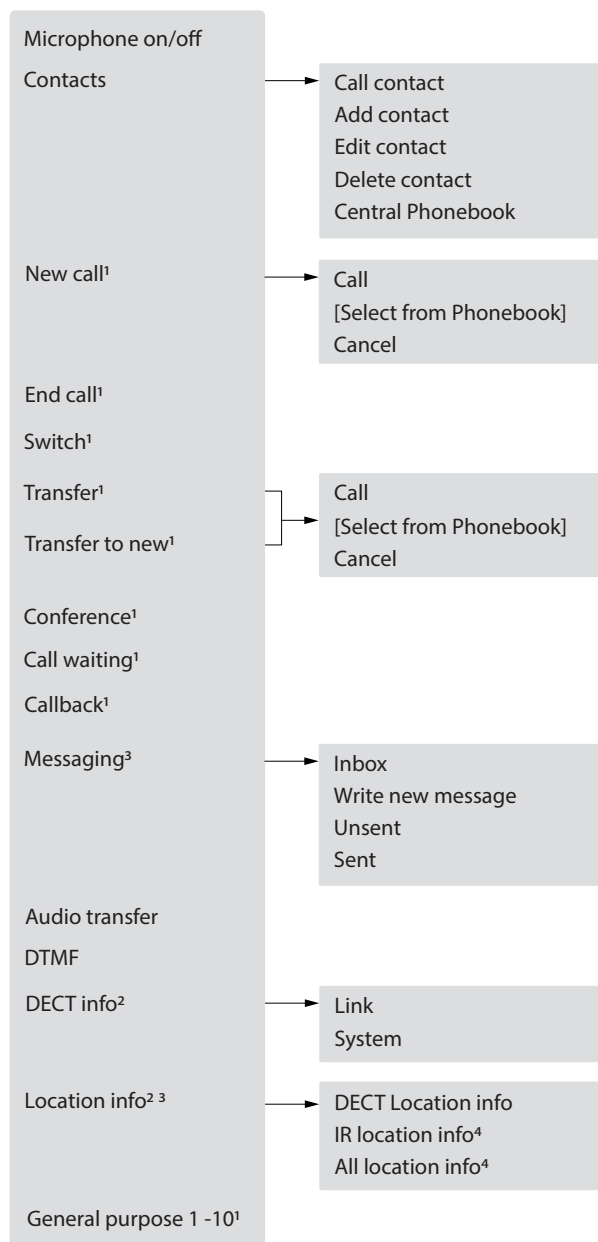 Microphone on/off
Contacts
Call contact
Add contact
Edit contact
Delete contact
Central Phonebook
New call¹
Call
[Select from Phonebook]
Cancel
End call¹
Switch¹
Transfer¹
Transfer to new¹
Call
[Select from Phonebook]
Cancel
Conference¹
Call waiting¹
Callback¹
Messaging³
Inbox
Write new message
Unsent
Sent
Audio transfer
DTMF
DECT info²
Link
System
Location info² ³
DECT Location info
IR location info⁴
All location info⁴
General purpose 1 -10¹